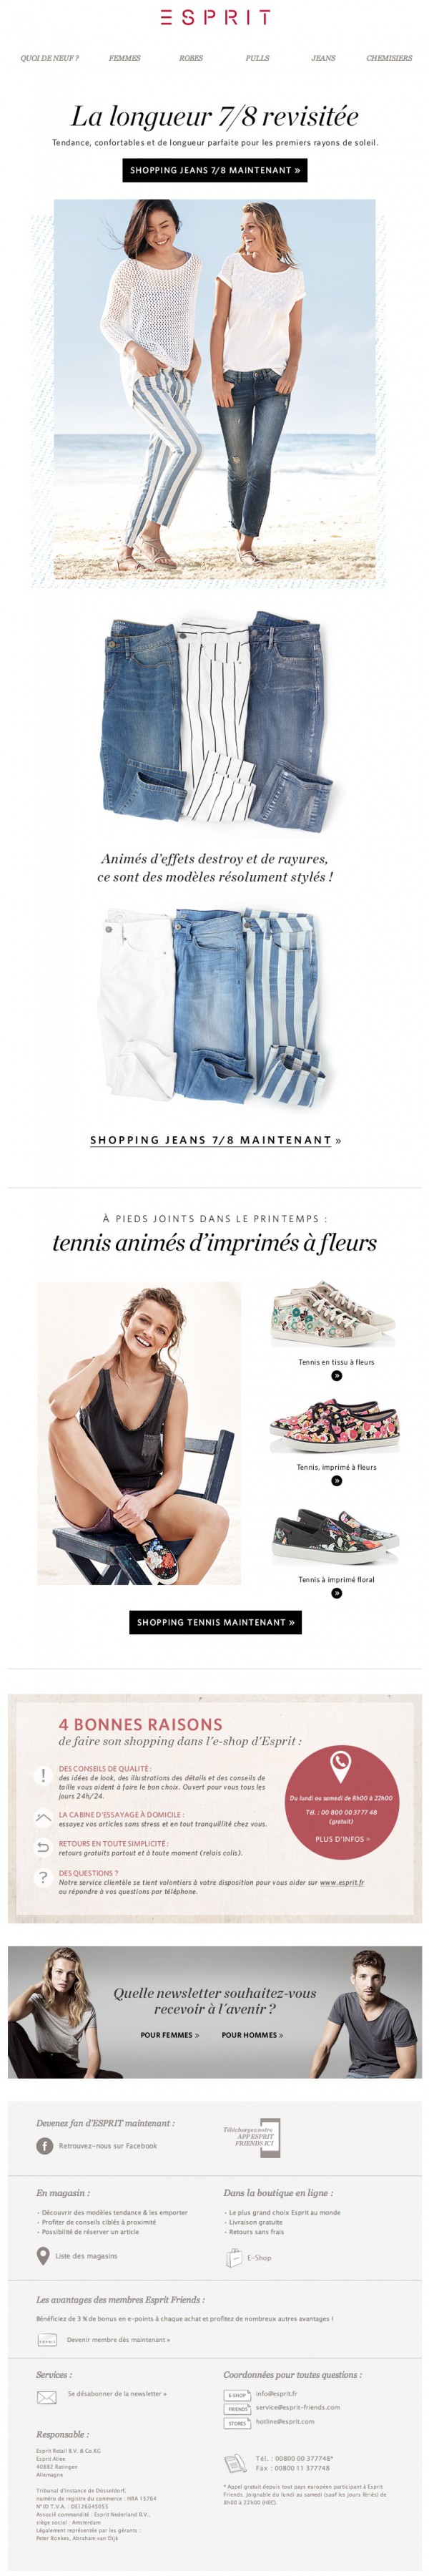 ESPRIT
QUOI DE NEUF ? FEMMES ROBES PULLS JEANS CHEMISIERS
La longueur 7/8 revisitée
Tendance, confortables et de longueur parfaite pour les premiers rayons de soleil.
SHOPPING JEANS 7/8 MAINTENANT »
Animés d'effets destroy et de rayures,
ce sont des modèles résolument stylés !
SHOPPING JEANS 7/8 MAINTENANT »
À PIEDS JOINTS DANS LE PRINTEMPS :
tennis animés d'imprimés à fleurs
Tennis en tissu à fleurs
»
Tennis, imprimé à fleurs
»
Tennis à imprimé floral
»
SHOPPING TENNIS MAINTENANT »
4 BONNES RAISONS
de faire son shopping dans l'e-shop d'Esprit :
! DES CONSEILS DE QUALITÉ :
des idées de look, des illustrations des détails et des conseils de
taille vous aident à faire le bon choix. Ouvert pour vous tous les
jours 24h/24.
LA CABINE D'ESSAYAGE À DOMICILE :
essayez vos articles sans stress et en tout tranquillité chez vous.
RETOURS EN TOUTE SIMPLICITÉ :
retours gratuits partout et à toute moment (relais colis).
? DES QUESTIONS ?
Notre service clientèle se tient volontiers à votre disposition pour vous aider sur www.esprit.fr
ou répondre à vos questions par téléphone.
Du lundi au samedi de 8h00 à 22h00
Tél. : 00 800 00 3777 48
(gratuit)
PLUS D'INFOS »
Quelle newsletter souhaitez-vous
recevoir à l'avenir ?
POUR FEMMES » POUR HOMMES »
Devenez fan d'ESPRIT maintenant :
f Retrouvez-nous sur Facebook
Téléchargez notre
APP ESPRIT
FRIENDS ICI
En magasin :
- Découvrir des modèles tendance & les emporter
- Profiter de conseils ciblés à proximité
- Possibilité de réserver un article
Liste des magasins
Dans la boutique en ligne :
- Le plus grand choix Esprit au monde
- Livraison gratuite
- Retours sans frais
E-Shop
Les avantages des membres Esprit Friends :
Bénéficiez de 3 % de bonus en e-points à chaque achat et profitez de nombreux autres avantages !
ESPRIT Devenir membre dès maintenant »
Services :
Se désabonner de la newsletter »
Coordonnées pour toutes questions :
E-SHOP info@esprit.fr
FRIENDS service@esprit-friends.com
STORES hotline@esprit.com
Responsable :
Esprit Retail B.V. & Co.KG
Esprit Allee
40882 Ratingen
Allemagne
Tribunal d'instance de Düsseldorf,
numéro de registre du commerce : HRA 15764
N° ID T.V.A. : DE126045055
Associé commandité : Esprit Nederland B.V.,
siège social : Amsterdam
Légalement représentée par les gérants :
Peter Ronkes, Abraham van Dijk
Tél. : 00800 00 377748*
Fax : 00800 11 377748
* Appel gratuit depuis tout pays européen participant à Esprit
Friends. Joignable du lundi au samedi (sauf les jours fériés) de
8h00 à 22h00 (HEC).